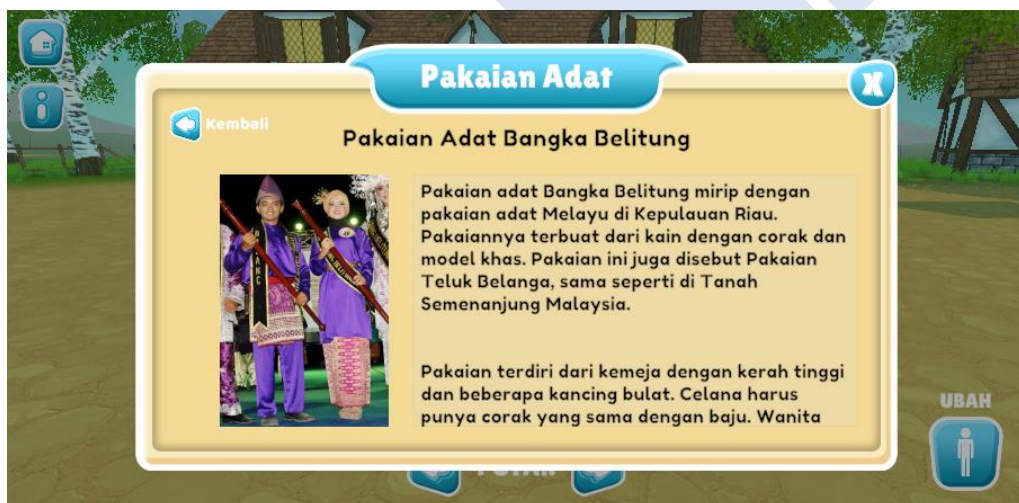 Pakaian Adat
X
i
Kembali
Pakaian Adat Bangka Belitung
Pakaian adat Bangka Belitung mirip dengan
pakaian adat Melayu di Kepulauan Riau.
Pakaiannya terbuat dari kain dengan corak dan
model khas. Pakaian ini juga disebut Pakaian
Teluk Belanga, sama seperti di Tanah
Semenanjung Malaysia.
Pakaian terdiri dari kemeja dengan kerah tinggi
dan beberapa kancing bulat. Celana harus
punya corak yang sama dengan baju. Wanita
UBAH